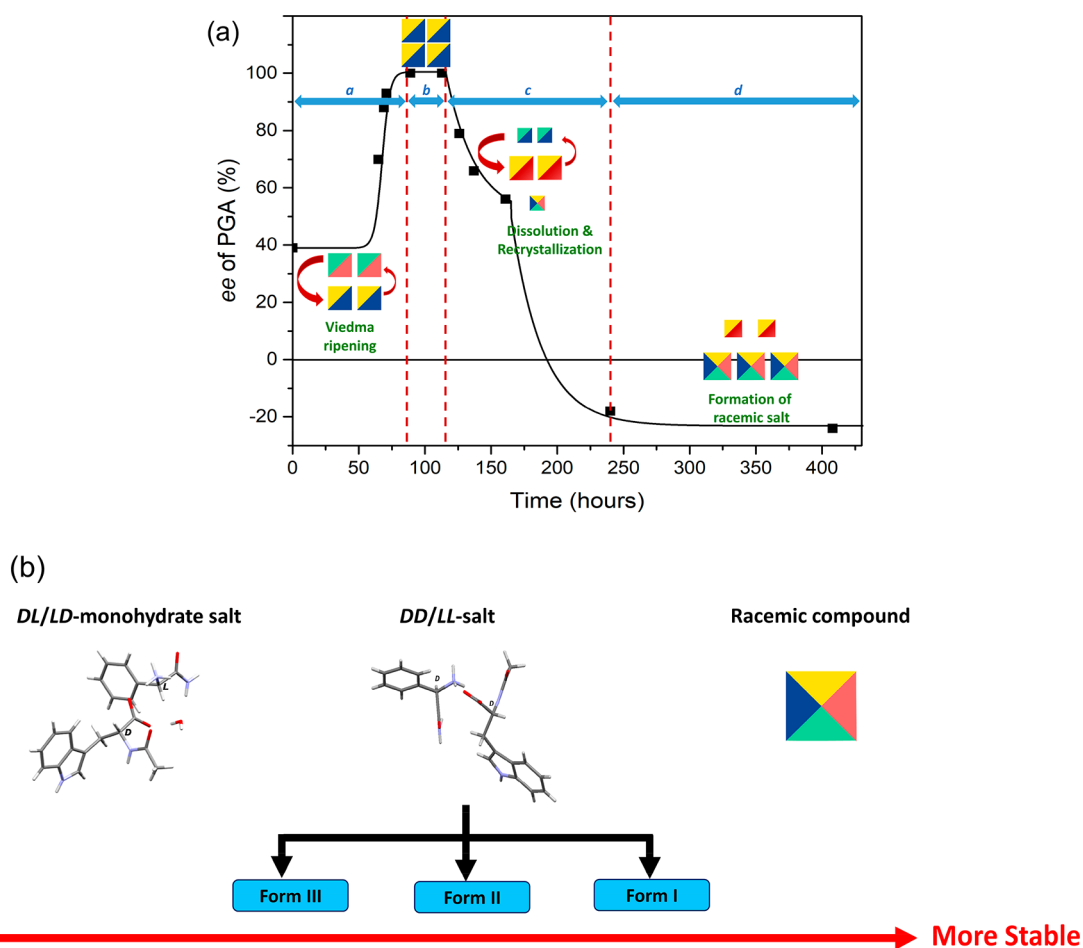 (a)
ee of PGA (%)
100
80
60
40
20
0
-20
a
b
c
d
Viedma
ripening
Dissolution &
Recrystallization
Formation of
racemic salt
0
50
100
150
200
250
300
350
400
Time (hours)
(b)
DL/LD-monohydrate salt
DD/LL-salt
Racemic compound
L
D
D
D
Form III
Form II
Form I
More Stable